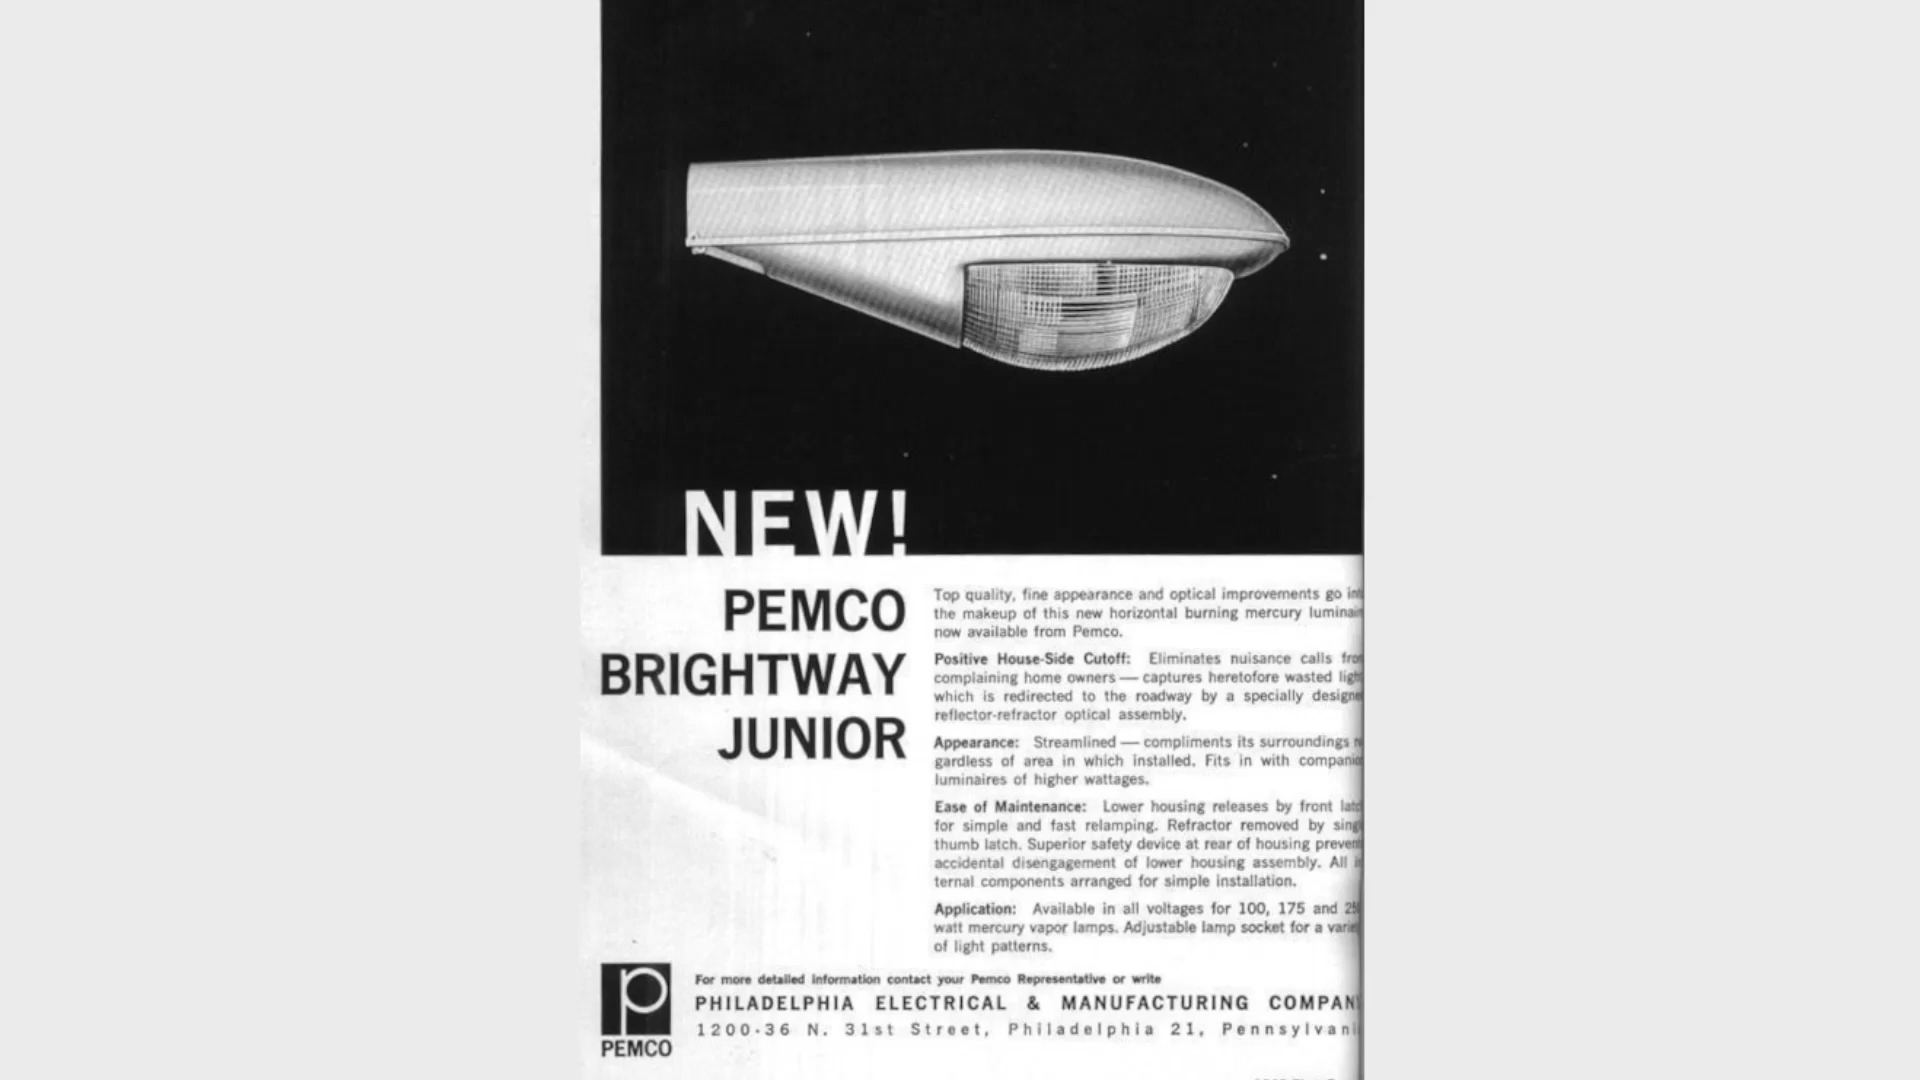 NEW!
PEMCO
BRIGHTWAY
JUNIOR
Top quality, fine appearance and optical improvements go
the makeup of this new horizontal burning mercury
now available from Pemco.
Positive House-Side Cutoff: Eliminates nuisance calls
complaining home owners — captures heretofore wasted
which is redirected to the roadway by a specially
reflector-refractor optical assembly.
Appearance: Streamlined — compliments its surroundings
gardless of area in which installed. Fits in with
luminaires of higher wattages.
Ease of Maintenance: Lower housing releases by front
for simple and fast relamping. Refractor removed by
thumb latch. Superior safety device at rear of housing
accidental disengagement of lower housing assembly. All
ternal components arranged for simple installation.
Application: Available in all voltages for 100, 175 and
watt mercury vapor lamps. Adjustable lamp socket for a
of light patterns.
For more detailed information contact your Pemco Representative or write
PHILADELPHIA ELECTRICAL & MANUFACTURING
1200-36 N. 31st Street, Philadelphia 21,
p
PEMCO